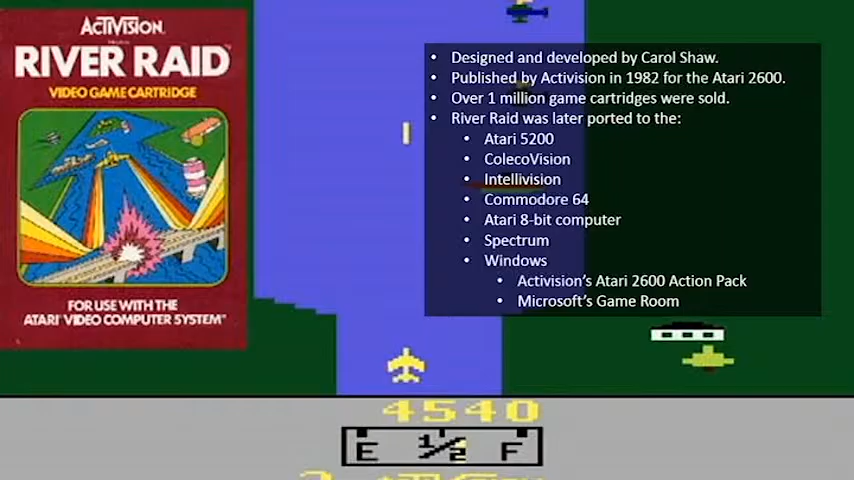 ACTIVISION
RIVER RAID
VIDEO GAME CARTRIDGE
FOR USE WITH THE
ATARI VIDEO COMPUTER SYSTEM
• Designed and developed by Carol Shaw.
• Published by Activision in 1982 for the Atari 2600.
• Over 1 million game cartridges were sold.
• River Raid was later ported to the:
• Atari 5200
• ColecoVision
• Intellivision
• Commodore 64
• Atari 8-bit computer
• Spectrum
• Windows
• Activision's Atari 2600 Action Pack
• Microsoft's Game Room
4540
E 1/2 F